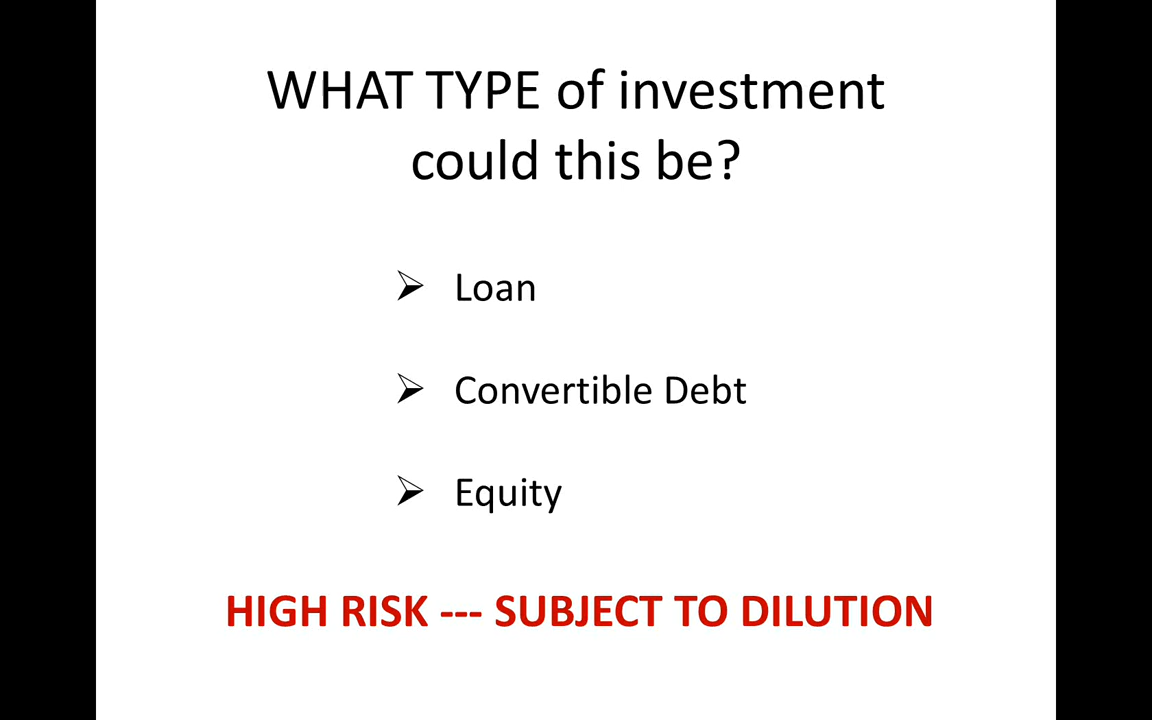 WHAT TYPE of investment
could this be?
➢ Loan
➢ Convertible Debt
➢ Equity
HIGH RISK --- SUBJECT TO DILUTION